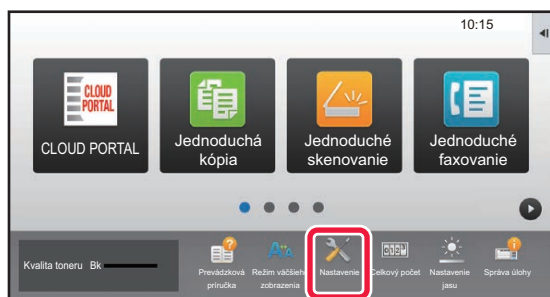 10:15
CLOUD
PORTAL
CLOUD PORTAL
Jednoduchá
kópia
Jednoduché
skenovanie
Jednoduché
faxovanie
Kvalita toneru Bk
Prevádzková
príručka
Režim väčšieho
zobrazenia
Nastavenie
Celkový počet
Nastavenie
jasu
Správa úlohy